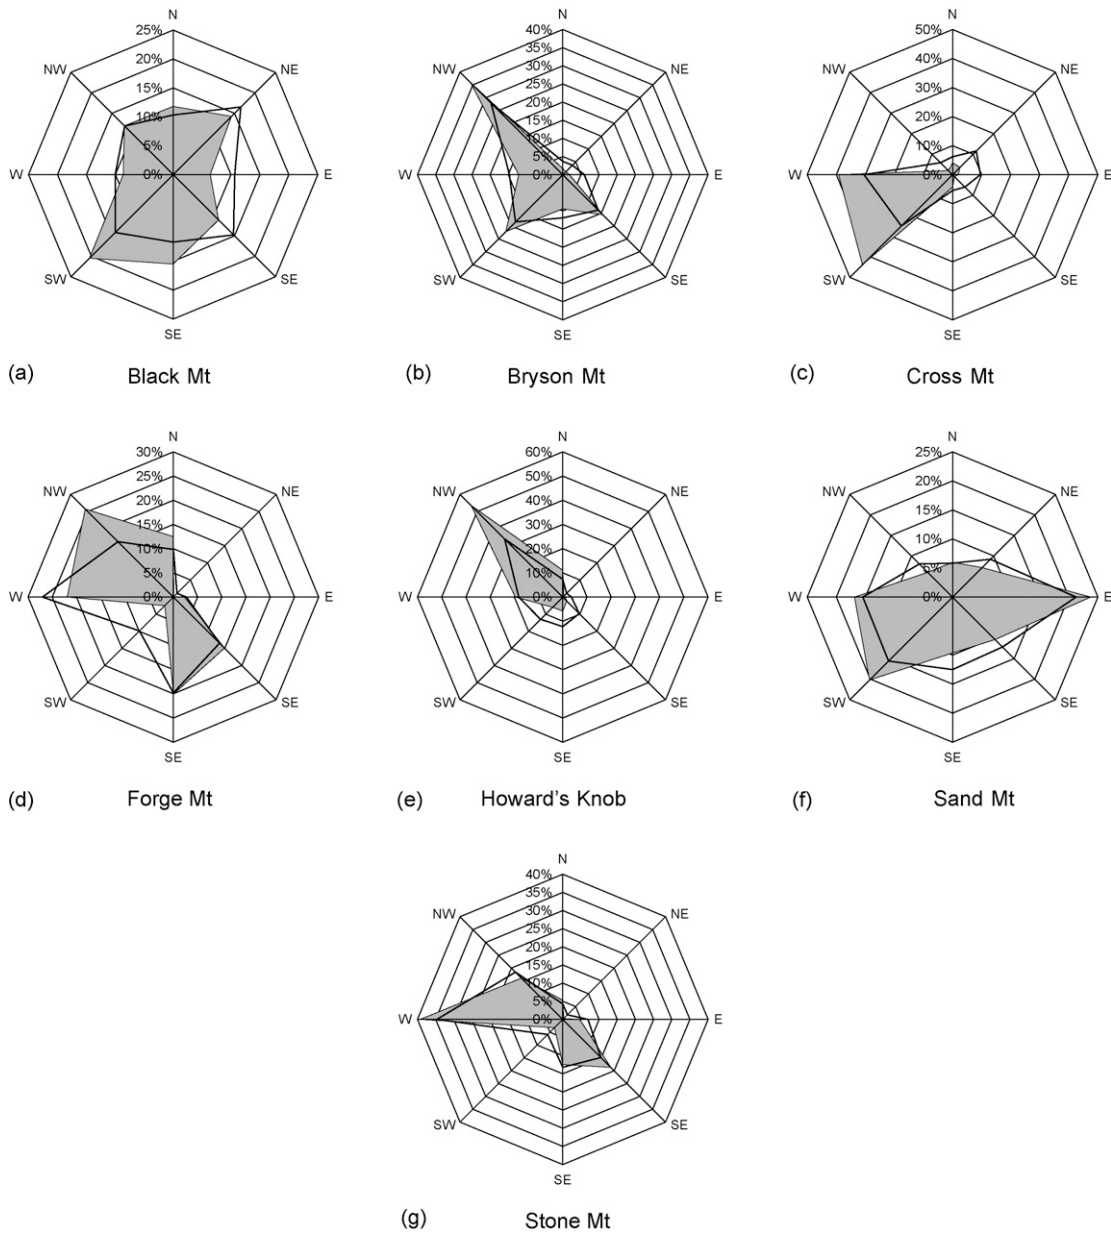 N
25%
20%
15%
10%
5%
0%
NE
E
SE
SE
SW
W
NW
(a) Black Mt
N
40%
35%
30%
25%
20%
15%
10%
5%
0%
NE
E
SE
SE
SW
W
NW
(b) Bryson Mt
N
50%
40%
30%
20%
10%
0%
NE
E
SE
SE
SW
W
NW
(c) Cross Mt
N
30%
25%
20%
15%
10%
5%
0%
NE
E
SE
SE
SW
W
NW
(d) Forge Mt
N
60%
50%
40%
30%
20%
10%
0%
NE
E
SE
SE
SW
W
NW
(e) Howard's Knob
N
25%
20%
15%
10%
5%
0%
NE
E
SE
SE
SW
W
NW
(f) Sand Mt
N
40%
35%
30%
25%
20%
15%
10%
5%
0%
NE
E
SE
SE
SW
W
NW
(g) Stone Mt